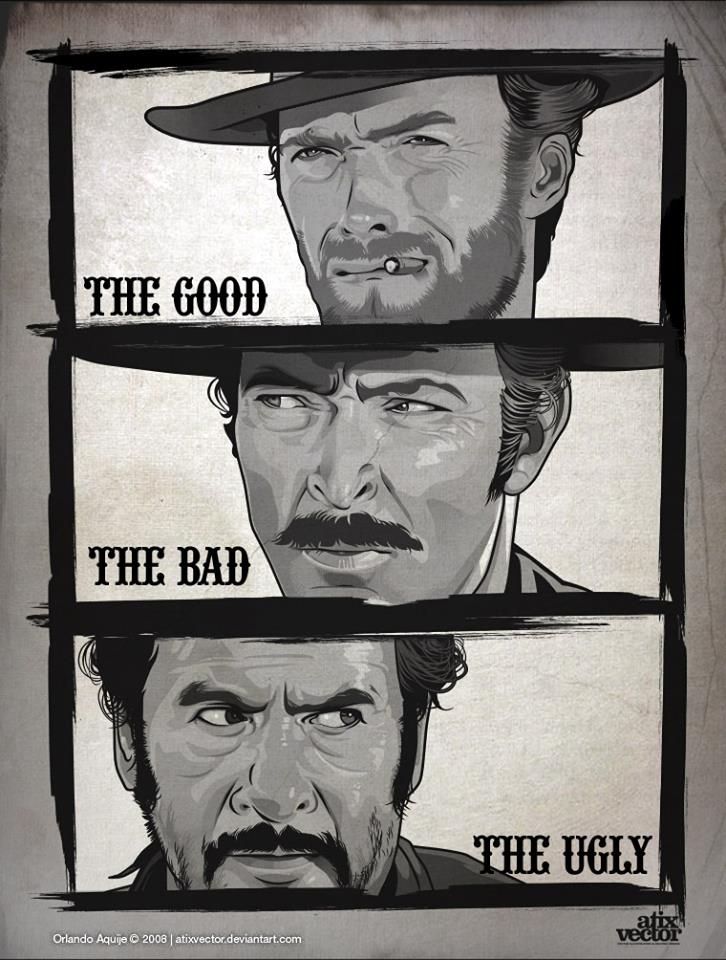 THE GOOD
THE BAD
THE UGLY
Orlando Aquije © 2008 | atixvector.deviantart.com
atix
vector